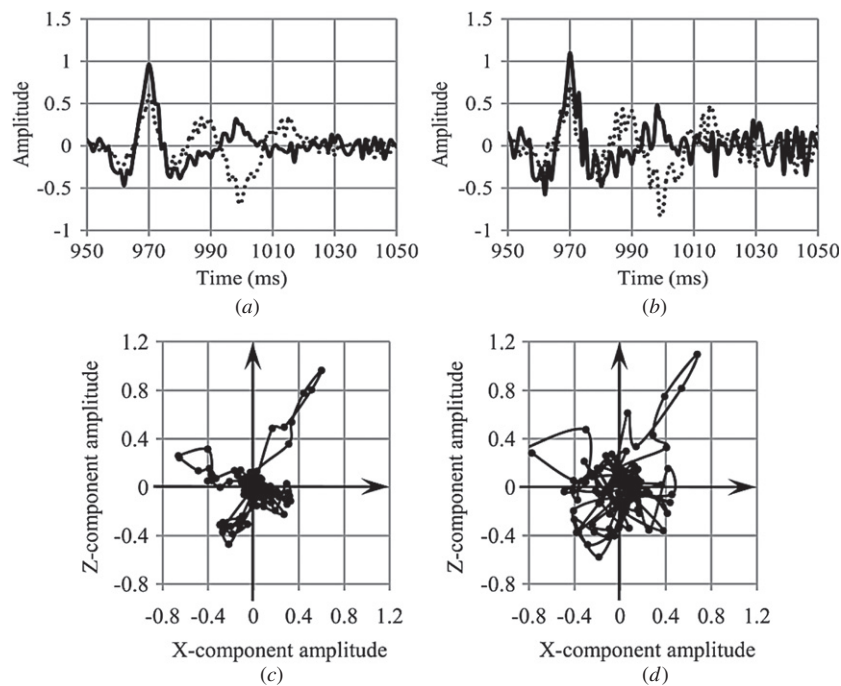 1.5
1
0.5
0
-0.5
-1
Amplitude
950 970 990 1010 1030 1050
Time (ms)
(a)
1.5
1
0.5
0
-0.5
-1
Amplitude
950 970 990 1010 1030 1050
Time (ms)
(b)
1.2
0.8
0.4
0
-0.4
-0.8
Z-component amplitude
-0.8 -0.4 0 0.4 0.8 1.2
X-component amplitude
(c)
1.2
0.8
0.4
0
-0.4
-0.8
Z-component amplitude
-0.8 -0.4 0 0.4 0.8 1.2
X-component amplitude
(d)